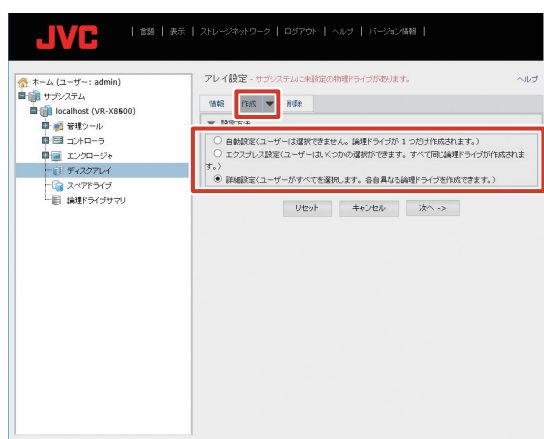 JVC
| 言語 | 表示 | ストレージネットワーク | ログアウト | ヘルプ | バージョン情報 |
ホーム (ユーザー: admin)
サブシステム
localhost (VR-X8600)
管理ツール
コントローラ
エンクロージャ
ディスクアレイ
スペアドライブ
論理ドライブサマリ
アレイ設定 - サブシステムに未設定の物理ドライブがあります。
ヘルプ
情報 作成 削除
設定方法
自動設定(ユーザーは選択できません。論理ドライブが 1 つだけ作成されます。)
エクスプレス設定(ユーザーは、いくつかの選択ができます。すべて同じ論理ドライブが作成されま
す。)
詳細設定(ユーザーがすべてを選択します。各自異なる論理ドライブを作成できます。)
リセット キャンセル 次へ ->